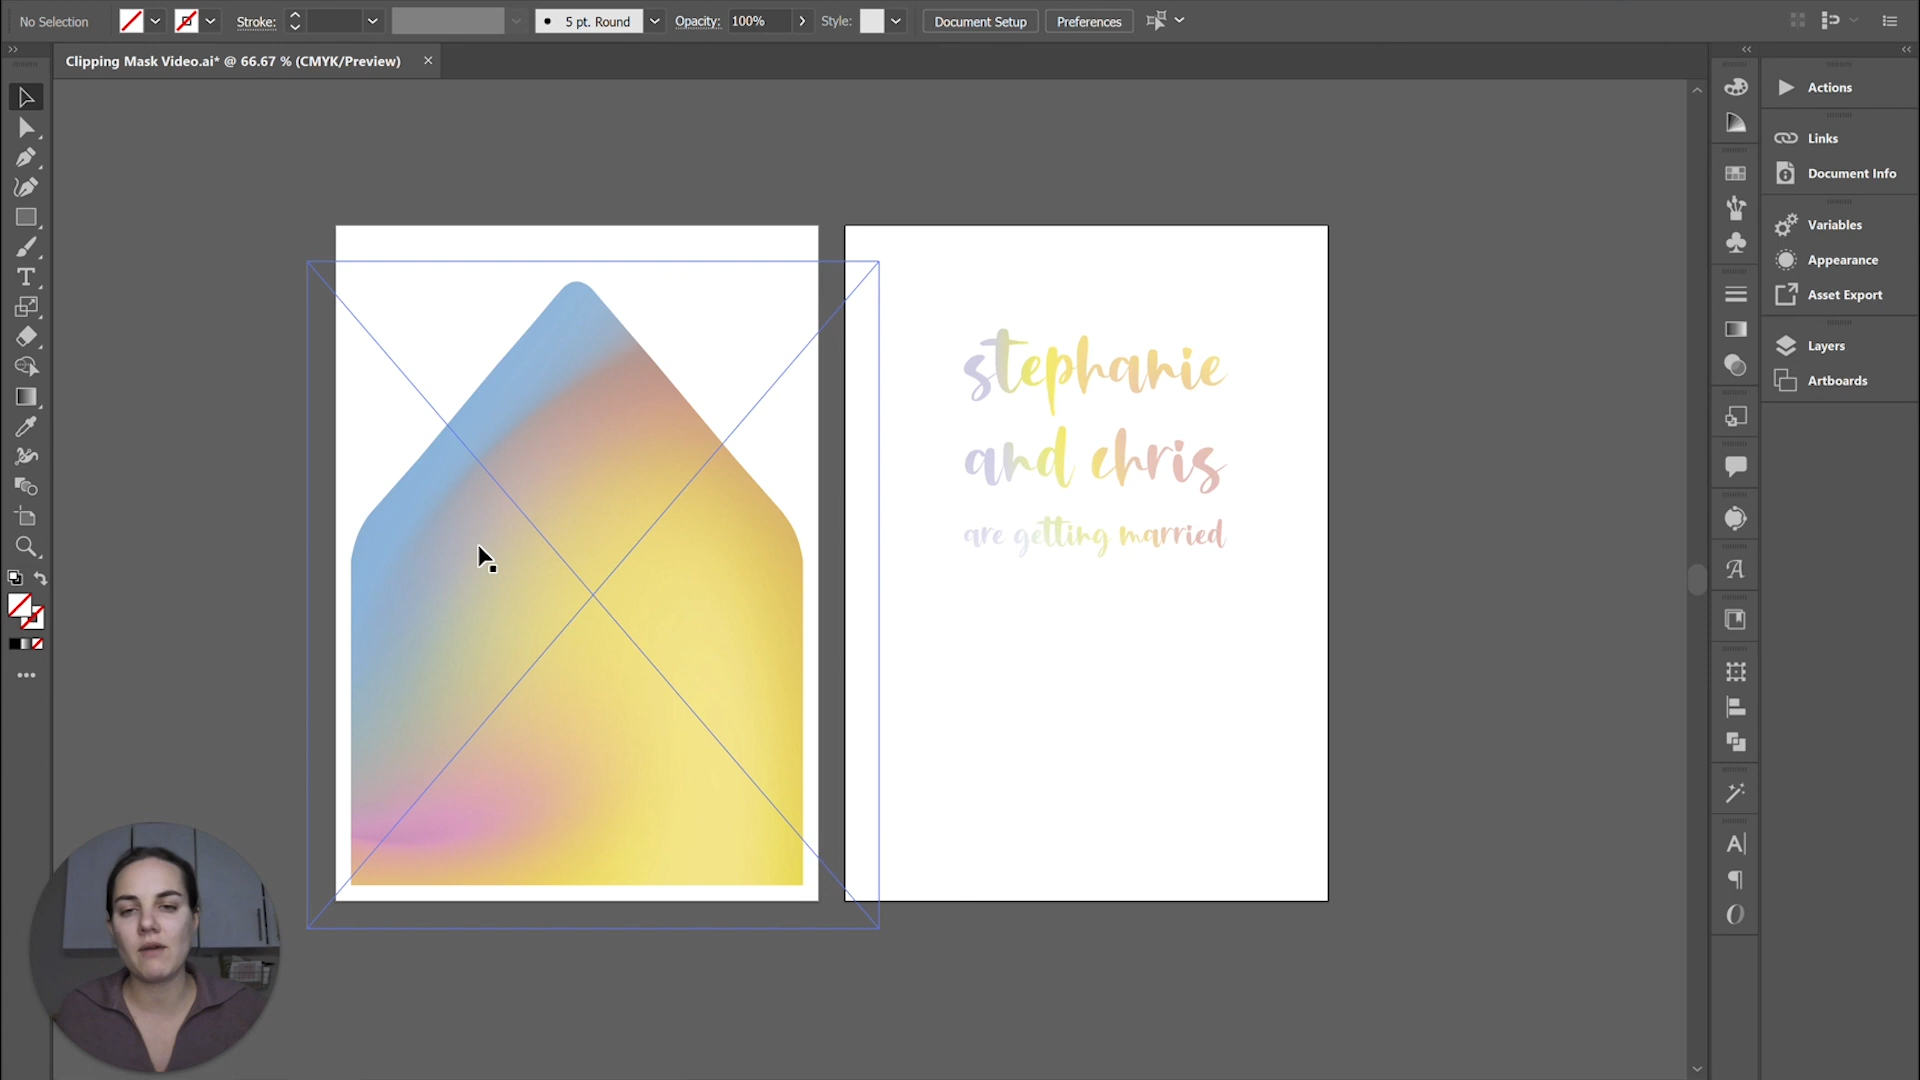 No Selection
Stroke:
5 pt. Round
Opacity: 100%
Style:
Document Setup
Preferences
Clipping Mask Video.ai* @ 66.67 % (CMYK/Preview)
stephanie
and chris
are getting married
Actions
Links
Document Info
Variables
Appearance
Asset Export
Layers
Artboards